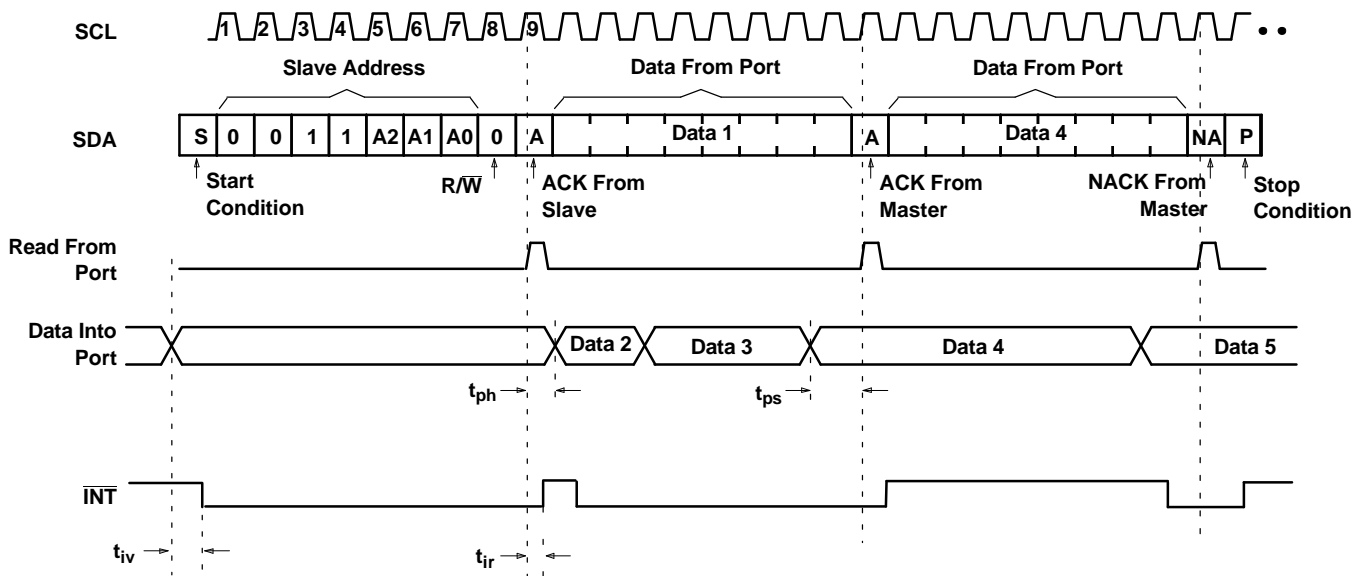 SCL
1 2 3 4 5 6 7 8 9
Slave Address
Data From Port
Data From Port
SDA
S 0 0 1 1 A2 A1 A0 0 A Data 1 A Data 4 NA P
Start
Condition
R/W
ACK From
Slave
ACK From
Master
NACK From
Master
Stop
Condition
Read From
Port
Data Into
Port
Data 2
Data 3
Data 4
Data 5
tph
tps
INT
tiv
tir